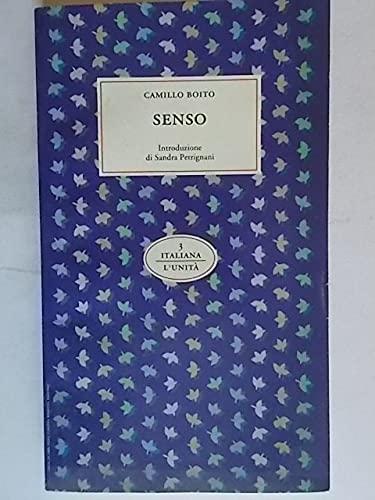 CAMILLO BOITO
SENSO
Introduzione
di Sandra Petrignani
3
ITALIANA
L'UNITÀ